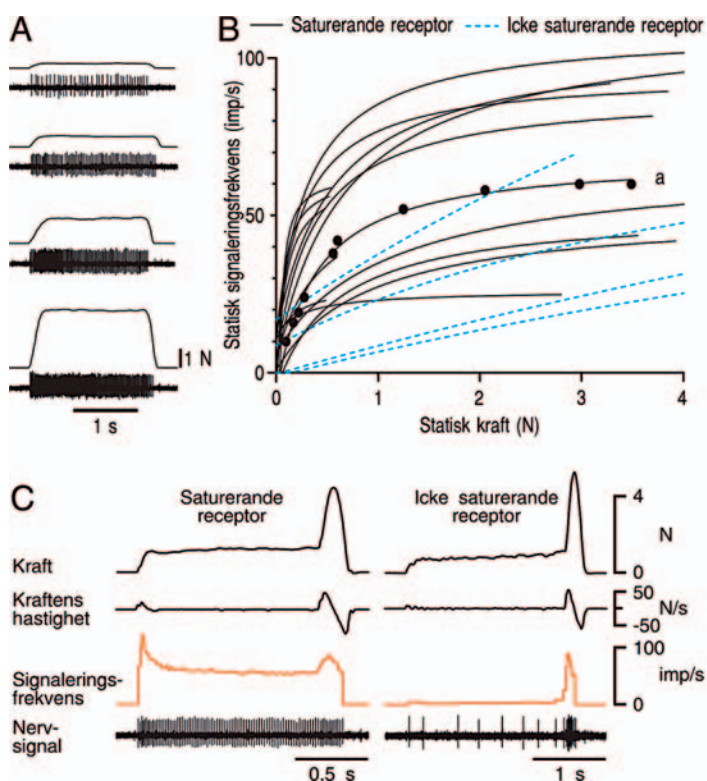 A
1 N
1 s
B
Saturerande receptor
Icke saturerande receptor
Statisk signaleringsfrekvens (imp/s)
100
50
0
a
0 1 2 3 4
Statisk kraft (N)
C
Saturerande
receptor
Icke saturerande
receptor
4
N
0
Kraft
Kraftens
hastighet
50
N/s
-50
Signalerings-
frekvens
100
imp/s
0
Nerv-
signal
0.5 s
1 s